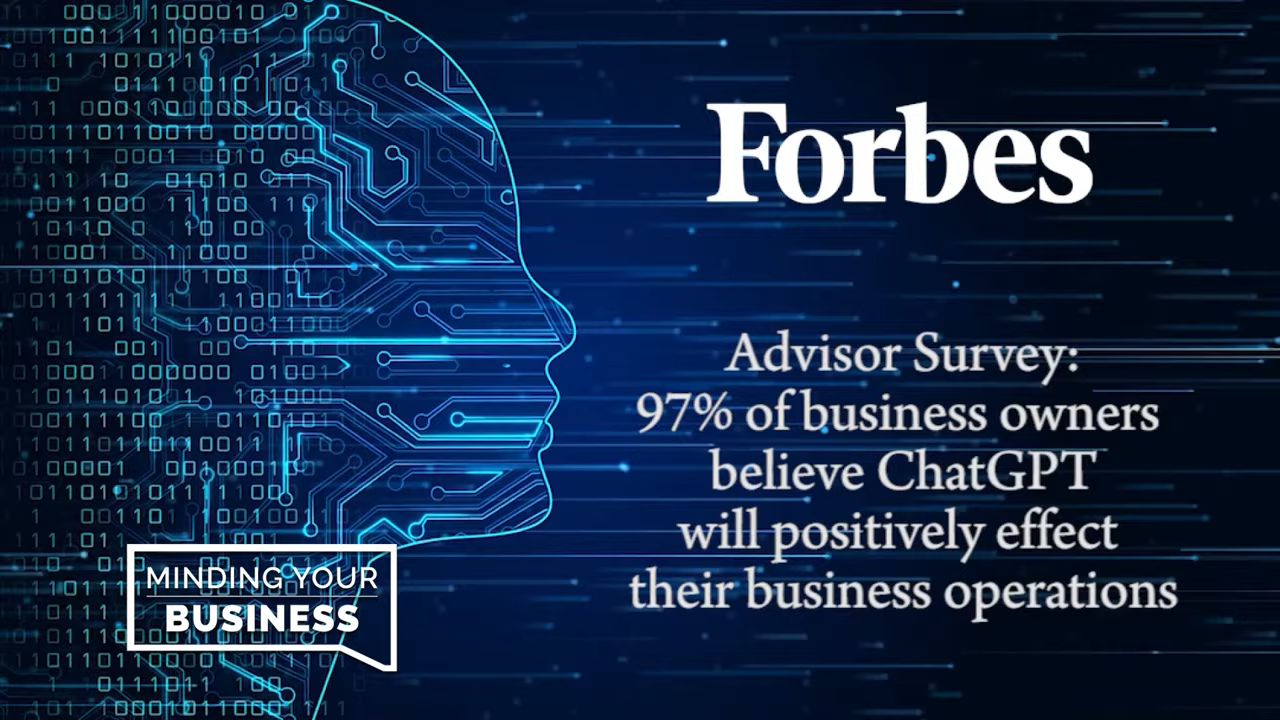 Forbes
Advisor Survey:
97% of business owners
believe ChatGPT
will positively effect
their business operations
MINDING YOUR
BUSINESS